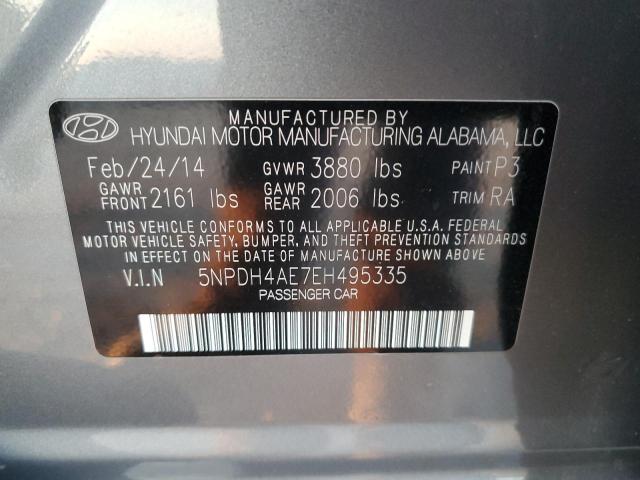 MANUFACTURED BY
HYUNDAI MOTOR MANUFACTURING ALABAMA, LLC
Feb/24/14 GVWR 3880 lbs PAINT P3
GAWR FRONT 2161 lbs GAWR REAR 2006 lbs TRIM RA
THIS VEHICLE CONFORMS TO ALL APPLICABLE U.S.A. FEDERAL
MOTOR VEHICLE SAFETY, BUMPER, AND THEFT PREVENTION STANDARDS
IN EFFECT ON THE DATE OF MANUFACTURE SHOWN ABOVE
V.I.N 5NPDH4AE7EH495335
PASSENGER CAR